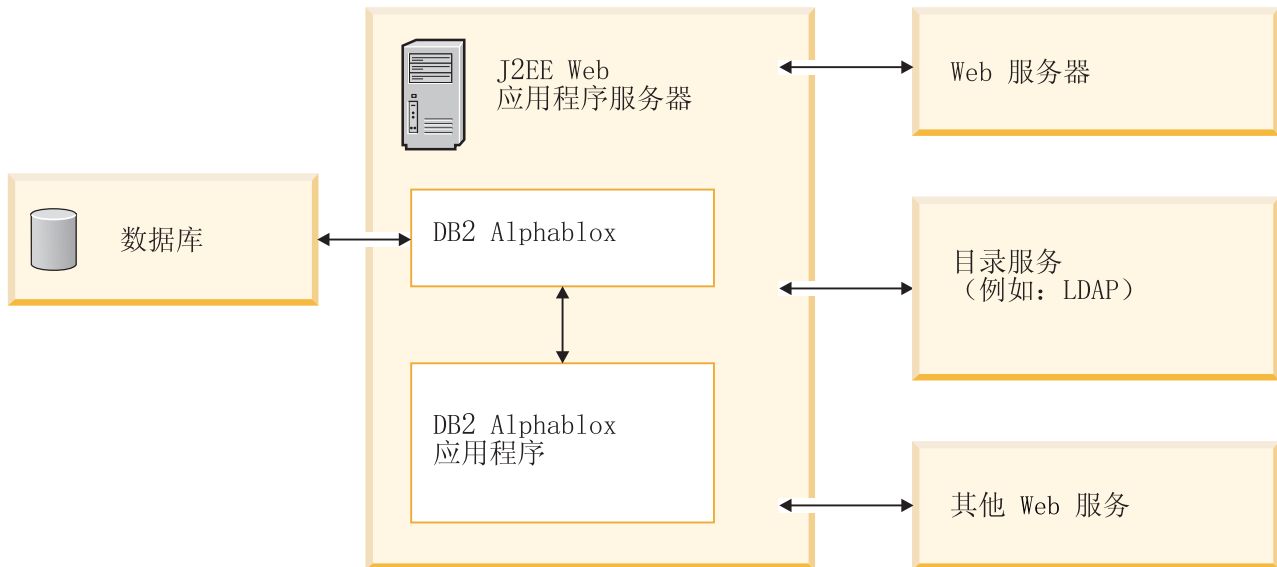 J2EE Web
应用程序服务器
Web 服务器
数据库
DB2 Alphablox
目录服务
（例如：LDAP）
DB2 Alphablox
应用程序
其他 Web 服务